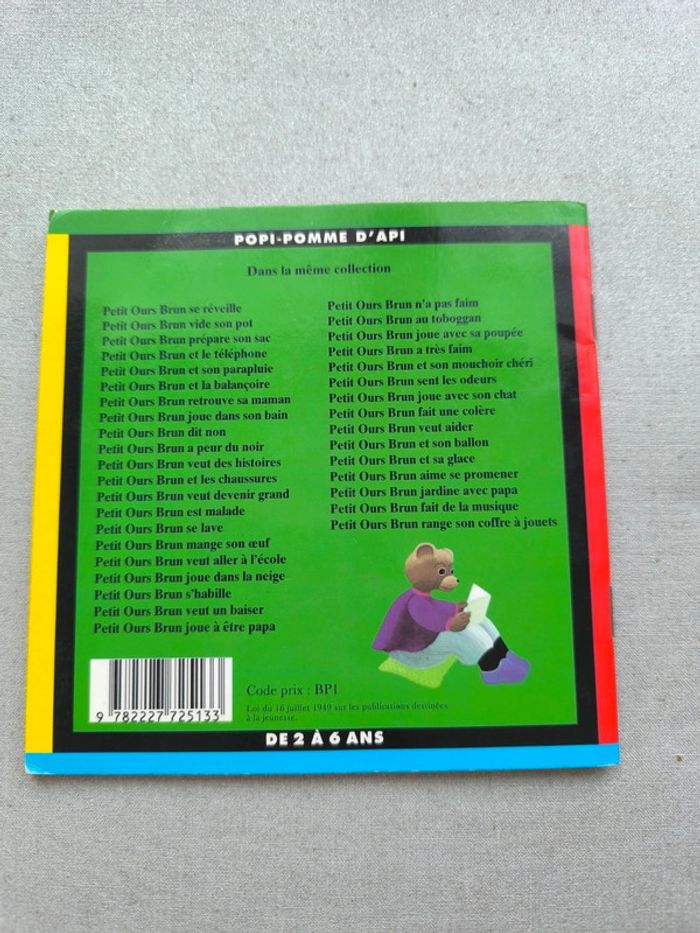 POPI-POMME D'API
Dans la même collection
Petit Ours Brun se réveille
Petit Ours Brun vide son pot
Petit Ours Brun prépare son sac
Petit Ours Brun et le téléphone
Petit Ours Brun et son parapluie
Petit Ours Brun et la balançoire
Petit Ours Brun retrouve sa maman
Petit Ours Brun joue dans son bain
Petit Ours Brun dit non
Petit Ours Brun a peur du noir
Petit Ours Brun veut des histoires
Petit Ours Brun et les chaussures
Petit Ours Brun veut devenir grand
Petit Ours Brun est malade
Petit Ours Brun se lave
Petit Ours Brun mange son œuf
Petit Ours Brun veut aller à l'école
Petit Ours Brun joue dans la neige
Petit Ours Brun s'habille
Petit Ours Brun veut un baiser
Petit Ours Brun joue à être papa
Petit Ours Brun n'a pas faim
Petit Ours Brun au toboggan
Petit Ours Brun joue avec sa poupée
Petit Ours Brun a très faim
Petit Ours Brun et son mouchoir chéri
Petit Ours Brun sent les odeurs
Petit Ours Brun joue avec son chat
Petit Ours Brun fait une colère
Petit Ours Brun veut aider
Petit Ours Brun et son ballon
Petit Ours Brun et sa glace
Petit Ours Brun aime se promener
Petit Ours Brun jardine avec papa
Petit Ours Brun fait de la musique
Petit Ours Brun range son coffre à jouets
9 782227 725133
Code prix : BP1
Loi du 16 juillet 1949 sur les publications destinées
à la jeunesse.
DE 2 À 6 ANS